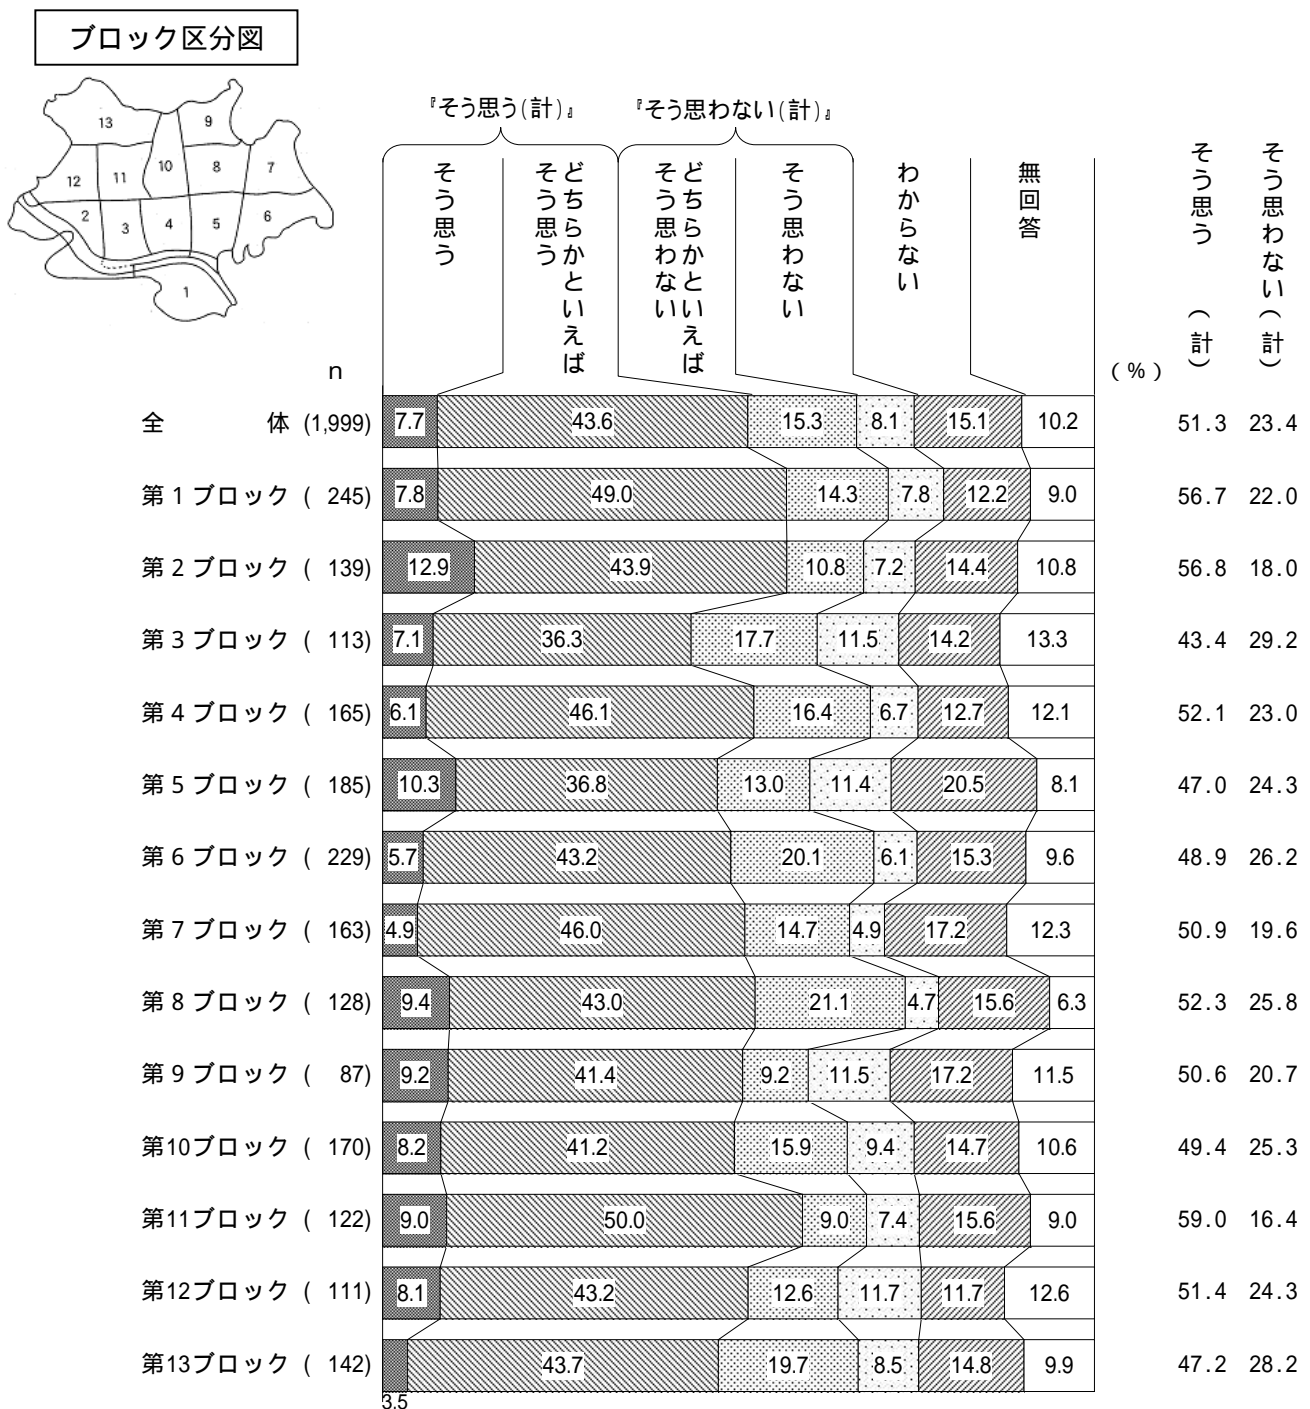 ブロック区分図
13
9
10
8
7
12
11
2
3
4
5
6
1
『そう思う(計)』
『そう思わない(計)』
そう思う
どちらかといえば
そう思う
どちらかといえば
そう思わない
そう思わない
わからない
無回答
そう思う (計)
そう思わない(計)
n
(%)
全 体 (1,999) 7.7 43.6 15.3 8.1 15.1 10.2 51.3 23.4
第1ブロック ( 245) 7.8 49.0 14.3 7.8 12.2 9.0 56.7 22.0
第2ブロック ( 139) 12.9 43.9 10.8 7.2 14.4 10.8 56.8 18.0
第3ブロック ( 113) 7.1 36.3 17.7 11.5 14.2 13.3 43.4 29.2
第4ブロック ( 165) 6.1 46.1 16.4 6.7 12.7 12.1 52.1 23.0
第5ブロック ( 185) 10.3 36.8 13.0 11.4 20.5 8.1 47.0 24.3
第6ブロック ( 229) 5.7 43.2 20.1 6.1 15.3 9.6 48.9 26.2
第7ブロック ( 163) 4.9 46.0 14.7 4.9 17.2 12.3 50.9 19.6
第8ブロック ( 128) 9.4 43.0 21.1 4.7 15.6 6.3 52.3 25.8
第9ブロック ( 87) 9.2 41.4 9.2 11.5 17.2 11.5 50.6 20.7
第10ブロック ( 170) 8.2 41.2 15.9 9.4 14.7 10.6 49.4 25.3
第11ブロック ( 122) 9.0 50.0 9.0 7.4 15.6 9.0 59.0 16.4
第12ブロック ( 111) 8.1 43.2 12.6 11.7 11.7 12.6 51.4 24.3
第13ブロック ( 142) 43.7 19.7 8.5 14.8 9.9 47.2 28.2
3.5